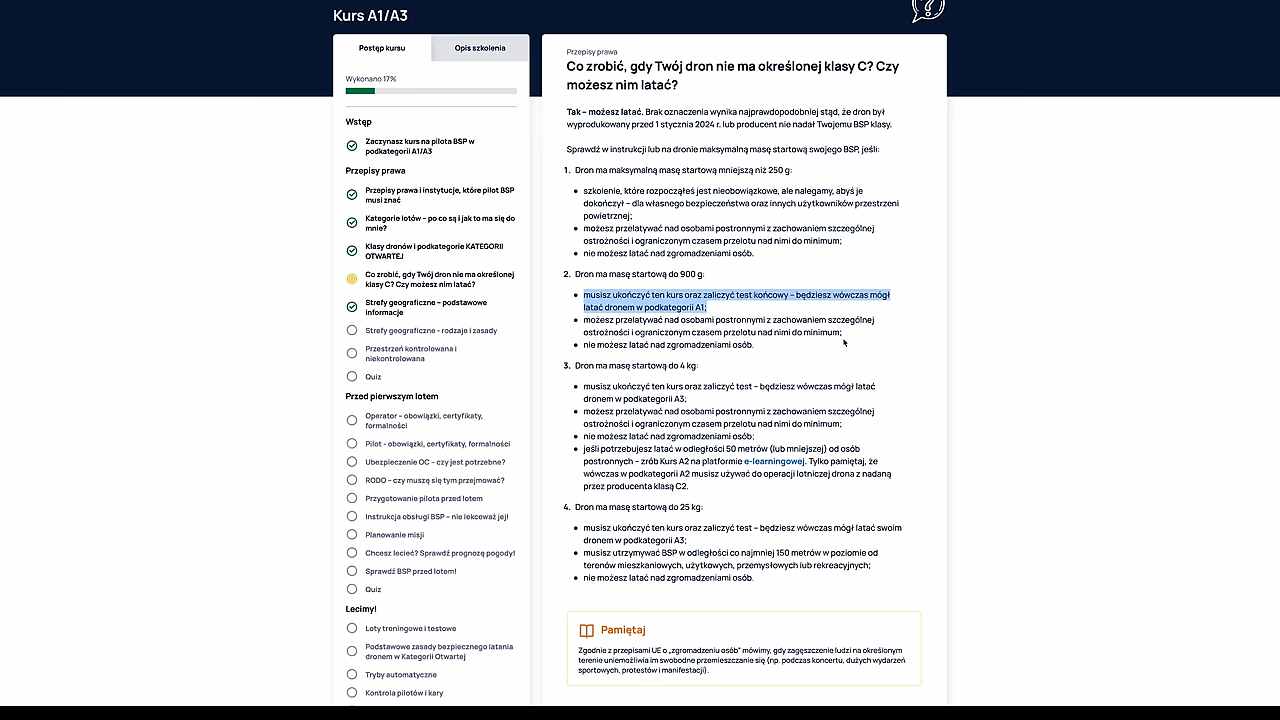 Kurs A1/A3
Postęp kursu
Opis szkolenia
Wykonano 17%
Wstęp
Zaczynasz kurs na pilota BSP w
podkategorii A1/A3
Przepisy prawa
Przepisy prawa i instytucje, które pilot BSP
musi znać
Kategorie lotów – po co są i jak to ma się do
mnie?
Klasy dronów i podkategorie KATEGORII
OTWARTEJ
Co zrobić, gdy Twój dron nie ma określonej
klasy C? Czy możesz nim latać?
Strefy geograficzne – podstawowe
informacje
Strefy geograficzne - rodzaje i zasady
Przestrzeń kontrolowana i
niekontrolowana
Quiz
Przed pierwszym lotem
Operator – obowiązki, certyfikaty,
formalności
Pilot - obowiązki, certyfikaty, formalności
Ubezpieczenie OC – czy jest potrzebne?
RODO – czy muszę się tym przejmować?
Przygotowanie pilota przed lotem
Instrukcja obsługi BSP – nie lekceważ jej!
Planowanie misji
Chcesz lecieć? Sprawdź prognozę pogody!
Sprawdź BSP przed lotem!
Quiz
Lecimy!
Loty treningowe i testowe
Podstawowe zasady bezpiecznego latania
dronem w Kategorii Otwartej
Tryby automatyczne
Kontrola pilotów i kary
Przepisy prawa
Co zrobić, gdy Twój dron nie ma określonej klasy C? Czy
możesz nim latać?
Tak – możesz latać. Brak oznaczenia wynika najprawdopodobniej stąd, że dron był
wyprodukowany przed 1 stycznia 2024 r. lub producent nie nadał Twojemu BSP klasy.
Sprawdź w instrukcji lub na dronie maksymalną masę startową swojego BSP, jeśli:
1. Dron ma maksymalną masę startową mniejszą niż 250 g:
• szkolenie, które rozpocząłeś jest nieobowiązkowe, ale nalegamy, abyś je
dokończył – dla własnego bezpieczeństwa oraz innych użytkowników przestrzeni
powietrznej;
• możesz przelatywać nad osobami postronnymi z zachowaniem szczególnej
ostrożności i ograniczonym czasem przelotu nad nimi do minimum;
• nie możesz latać nad zgromadzeniami osób.
2. Dron ma masę startową do 900 g:
• musisz ukończyć ten kurs oraz zaliczyć test końcowy – będziesz wówczas mógł
latać dronem w podkategorii A1;
• możesz przelatywać nad osobami postronnymi z zachowaniem szczególnej
ostrożności i ograniczonym czasem przelotu nad nimi do minimum;
• nie możesz latać nad zgromadzeniami osób.
3. Dron ma masę startową do 4 kg:
• musisz ukończyć ten kurs oraz zaliczyć test – będziesz wówczas mógł latać
dronem w podkategorii A3;
• możesz przelatywać nad osobami postronnymi z zachowaniem szczególnej
ostrożności i ograniczonym czasem przelotu nad nimi do minimum;
• nie możesz latać nad zgromadzeniami osób;
• jeśli potrzebujesz latać w odległości 50 metrów (lub mniejszej) od osób
postronnych – zrób Kurs A2 na platformie e-learningowej. Tylko pamiętaj, że
wówczas w podkategorii A2 musisz używać do operacji lotniczej drona z nadaną
przez producenta klasą C2.
4. Dron ma masę startową do 25 kg:
• musisz ukończyć ten kurs oraz zaliczyć test – będziesz wówczas mógł latać swoim
dronem w podkategorii A3;
• musisz utrzymywać BSP w odległości co najmniej 150 metrów w poziomie od
terenów mieszkaniowych, użytkowych, przemysłowych lub rekreacyjnych;
• nie możesz latać nad zgromadzeniami osób.
Pamiętaj
Zgodnie z przepisami UE o „zgromadzeniu osób" mówimy, gdy zagęszczenie ludzi na określonym
terenie uniemożliwia im swobodne przemieszczanie się (np. podczas koncertu, dużych wydarzeń
sportowych, protestów i manifestacji).